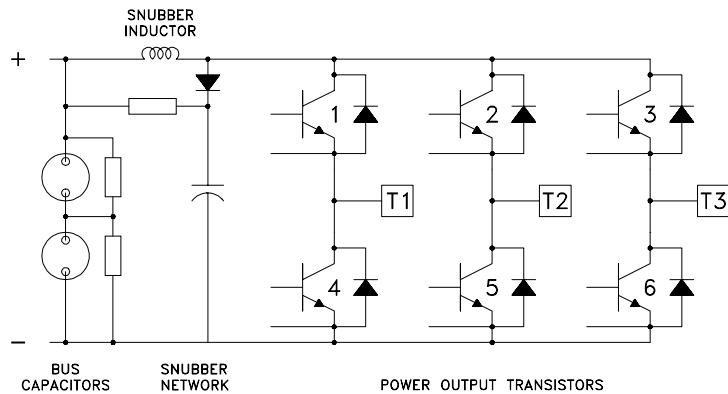 SNUBBER
INDUCTOR
+
1
2
3
T1
T2
T3
4
5
6
−
BUS
CAPACITORS
SNUBBER
NETWORK
POWER OUTPUT TRANSISTORS